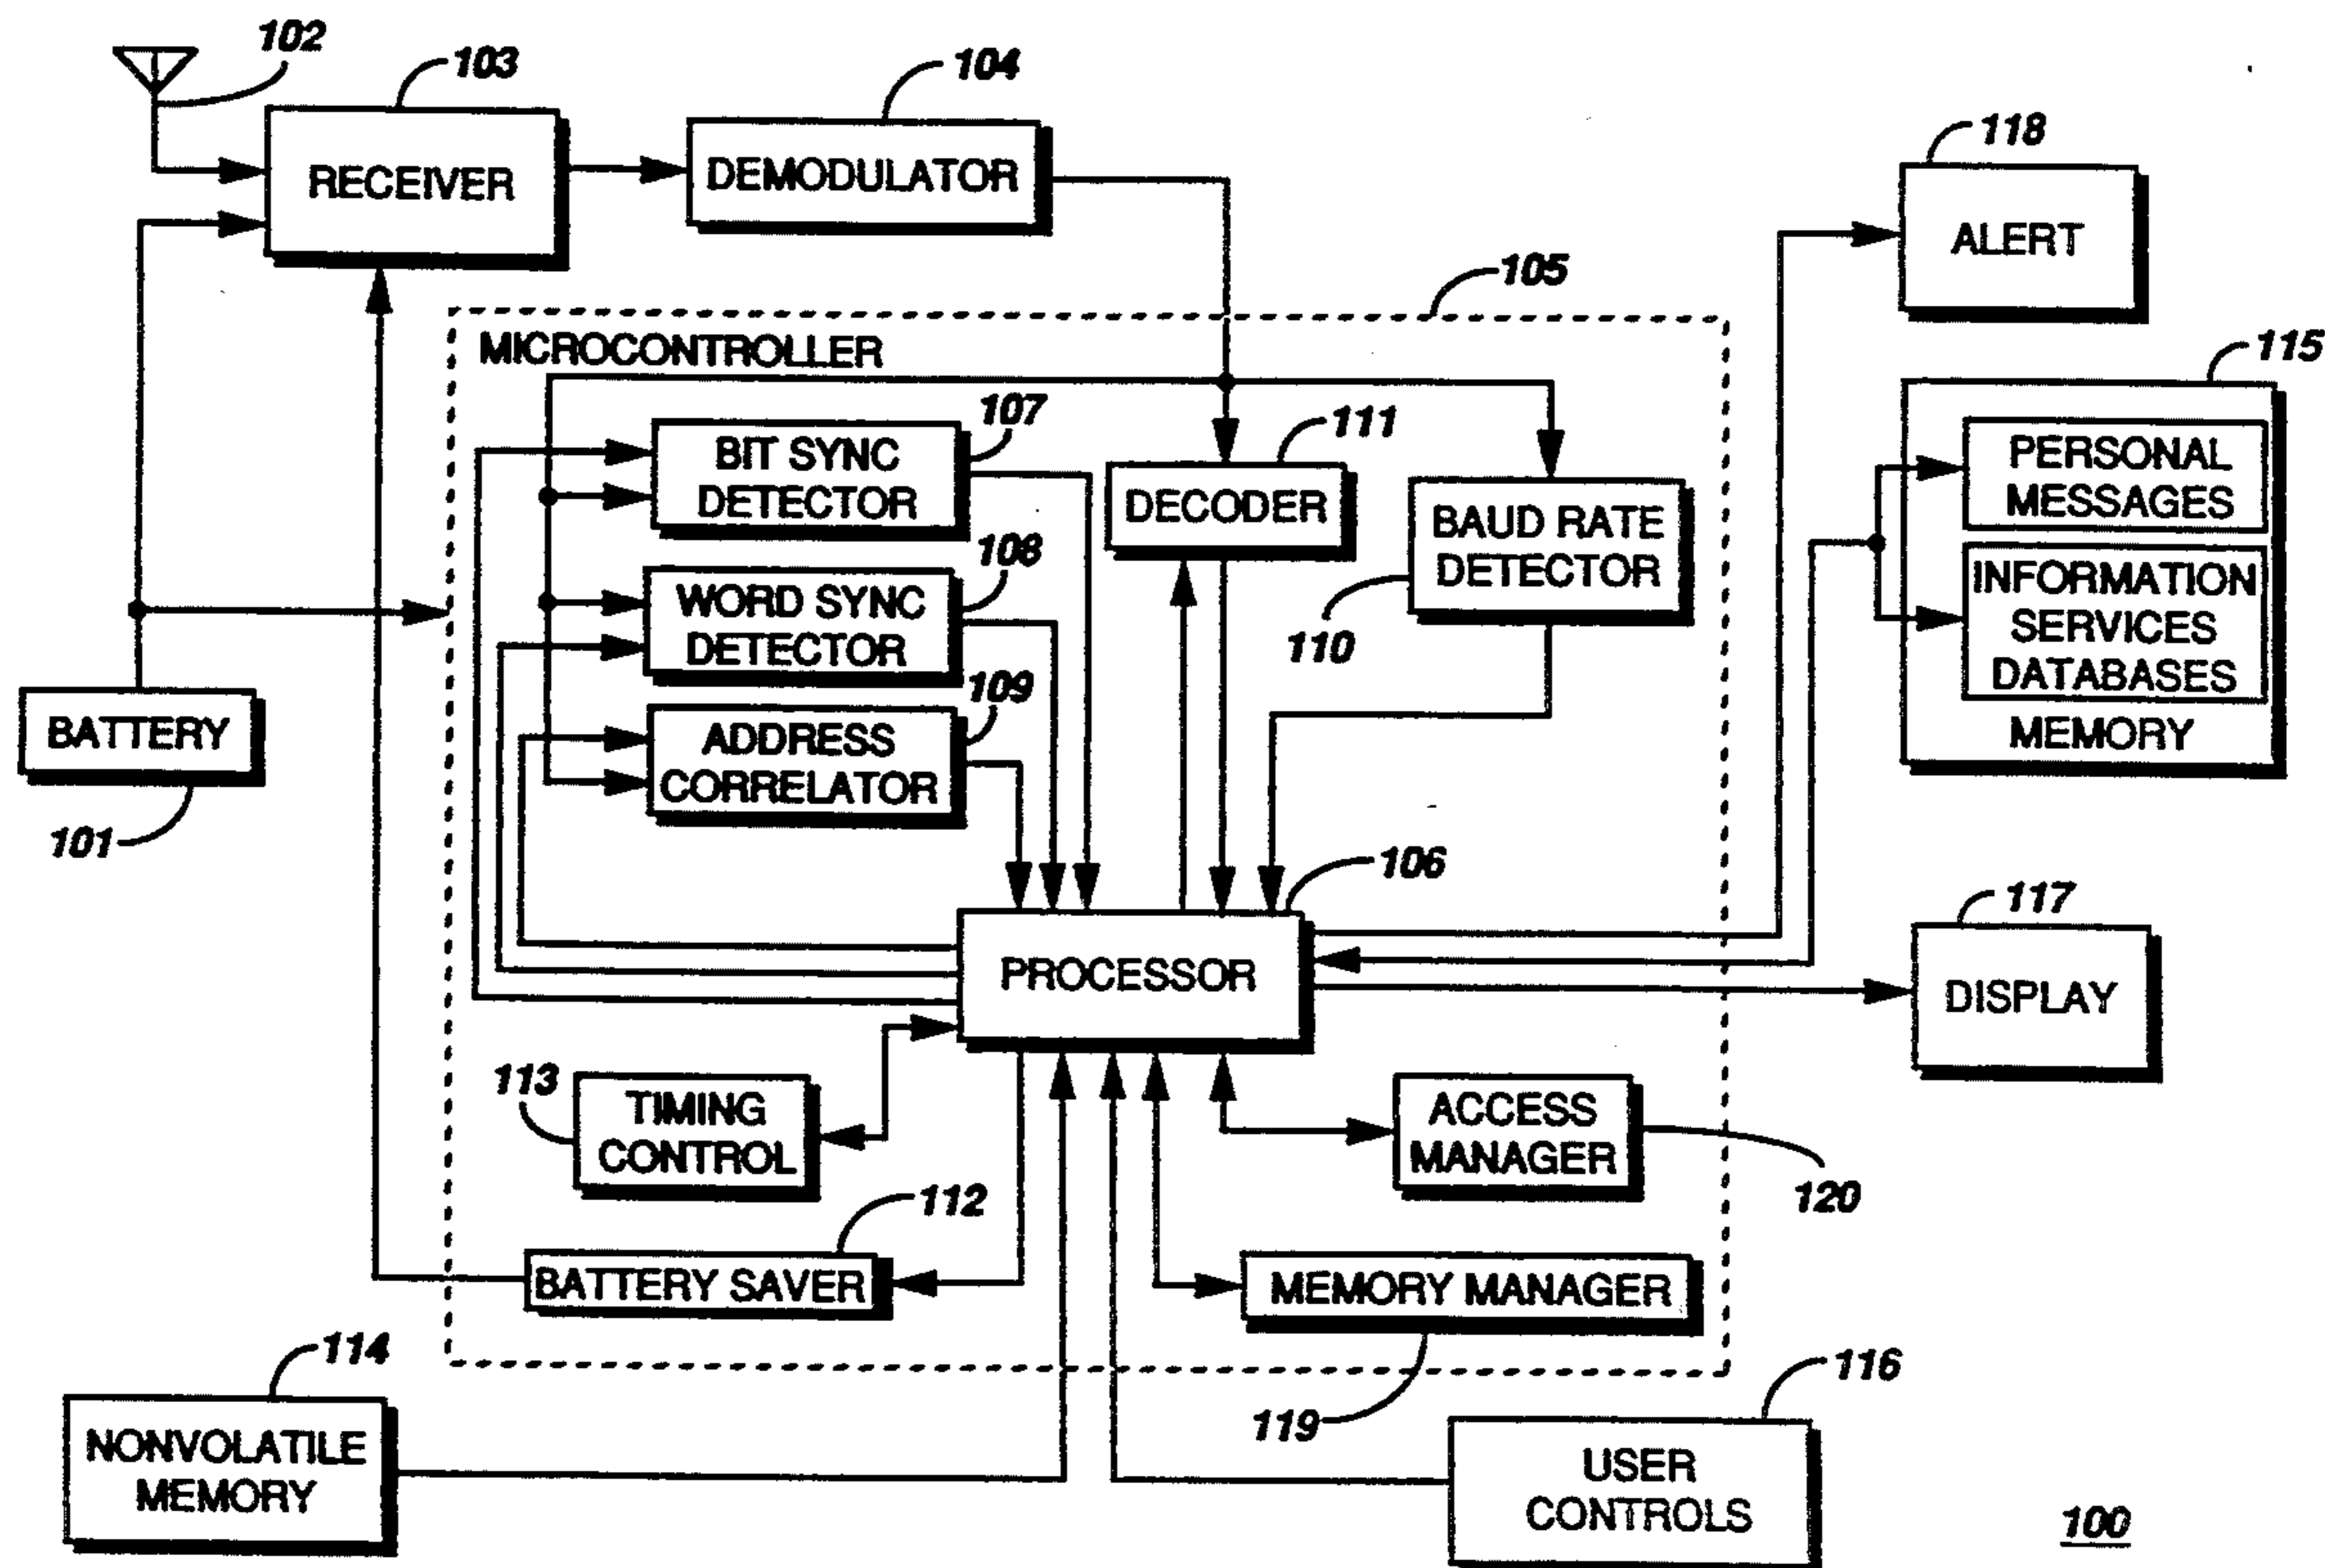 102
103
104
RECEIVER
DEMODULATOR
118
ALERT
105
MICROCONTROLLER
115
PERSONAL
MESSAGES
INFORMATION
SERVICES
DATABASES
MEMORY
107
BIT SYNC
DETECTOR
111
DECODER
BAUD RATE
DETECTOR
110
108
WORD SYNC
DETECTOR
109
ADDRESS
CORRELATOR
BATTERY
101
106
PROCESSOR
117
DISPLAY
113
TIMING
CONTROL
ACCESS
MANAGER
120
112
BATTERY SAVER
MEMORY MANAGER
119
114
NONVOLATILE
MEMORY
116
USER
CONTROLS
100